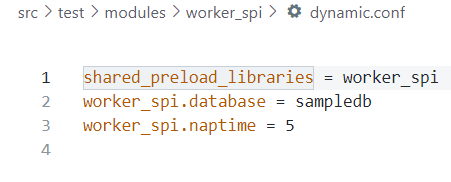 src > test > modules > worker_spi > dynamic.conf
1 shared_preload_libraries = worker_spi
2 worker_spi.database = sampledb
3 worker_spi.naptime = 5
4